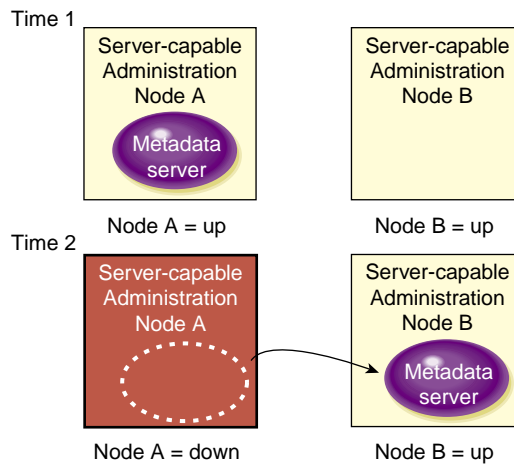 Time 1
Server-capable
Administration
Node A
Metadata
server
Node A = up
Server-capable
Administration
Node B
Node B = up
Time 2
Server-capable
Administration
Node A
Node A = down
Server-capable
Administration
Node B
Metadata
server
Node B = up